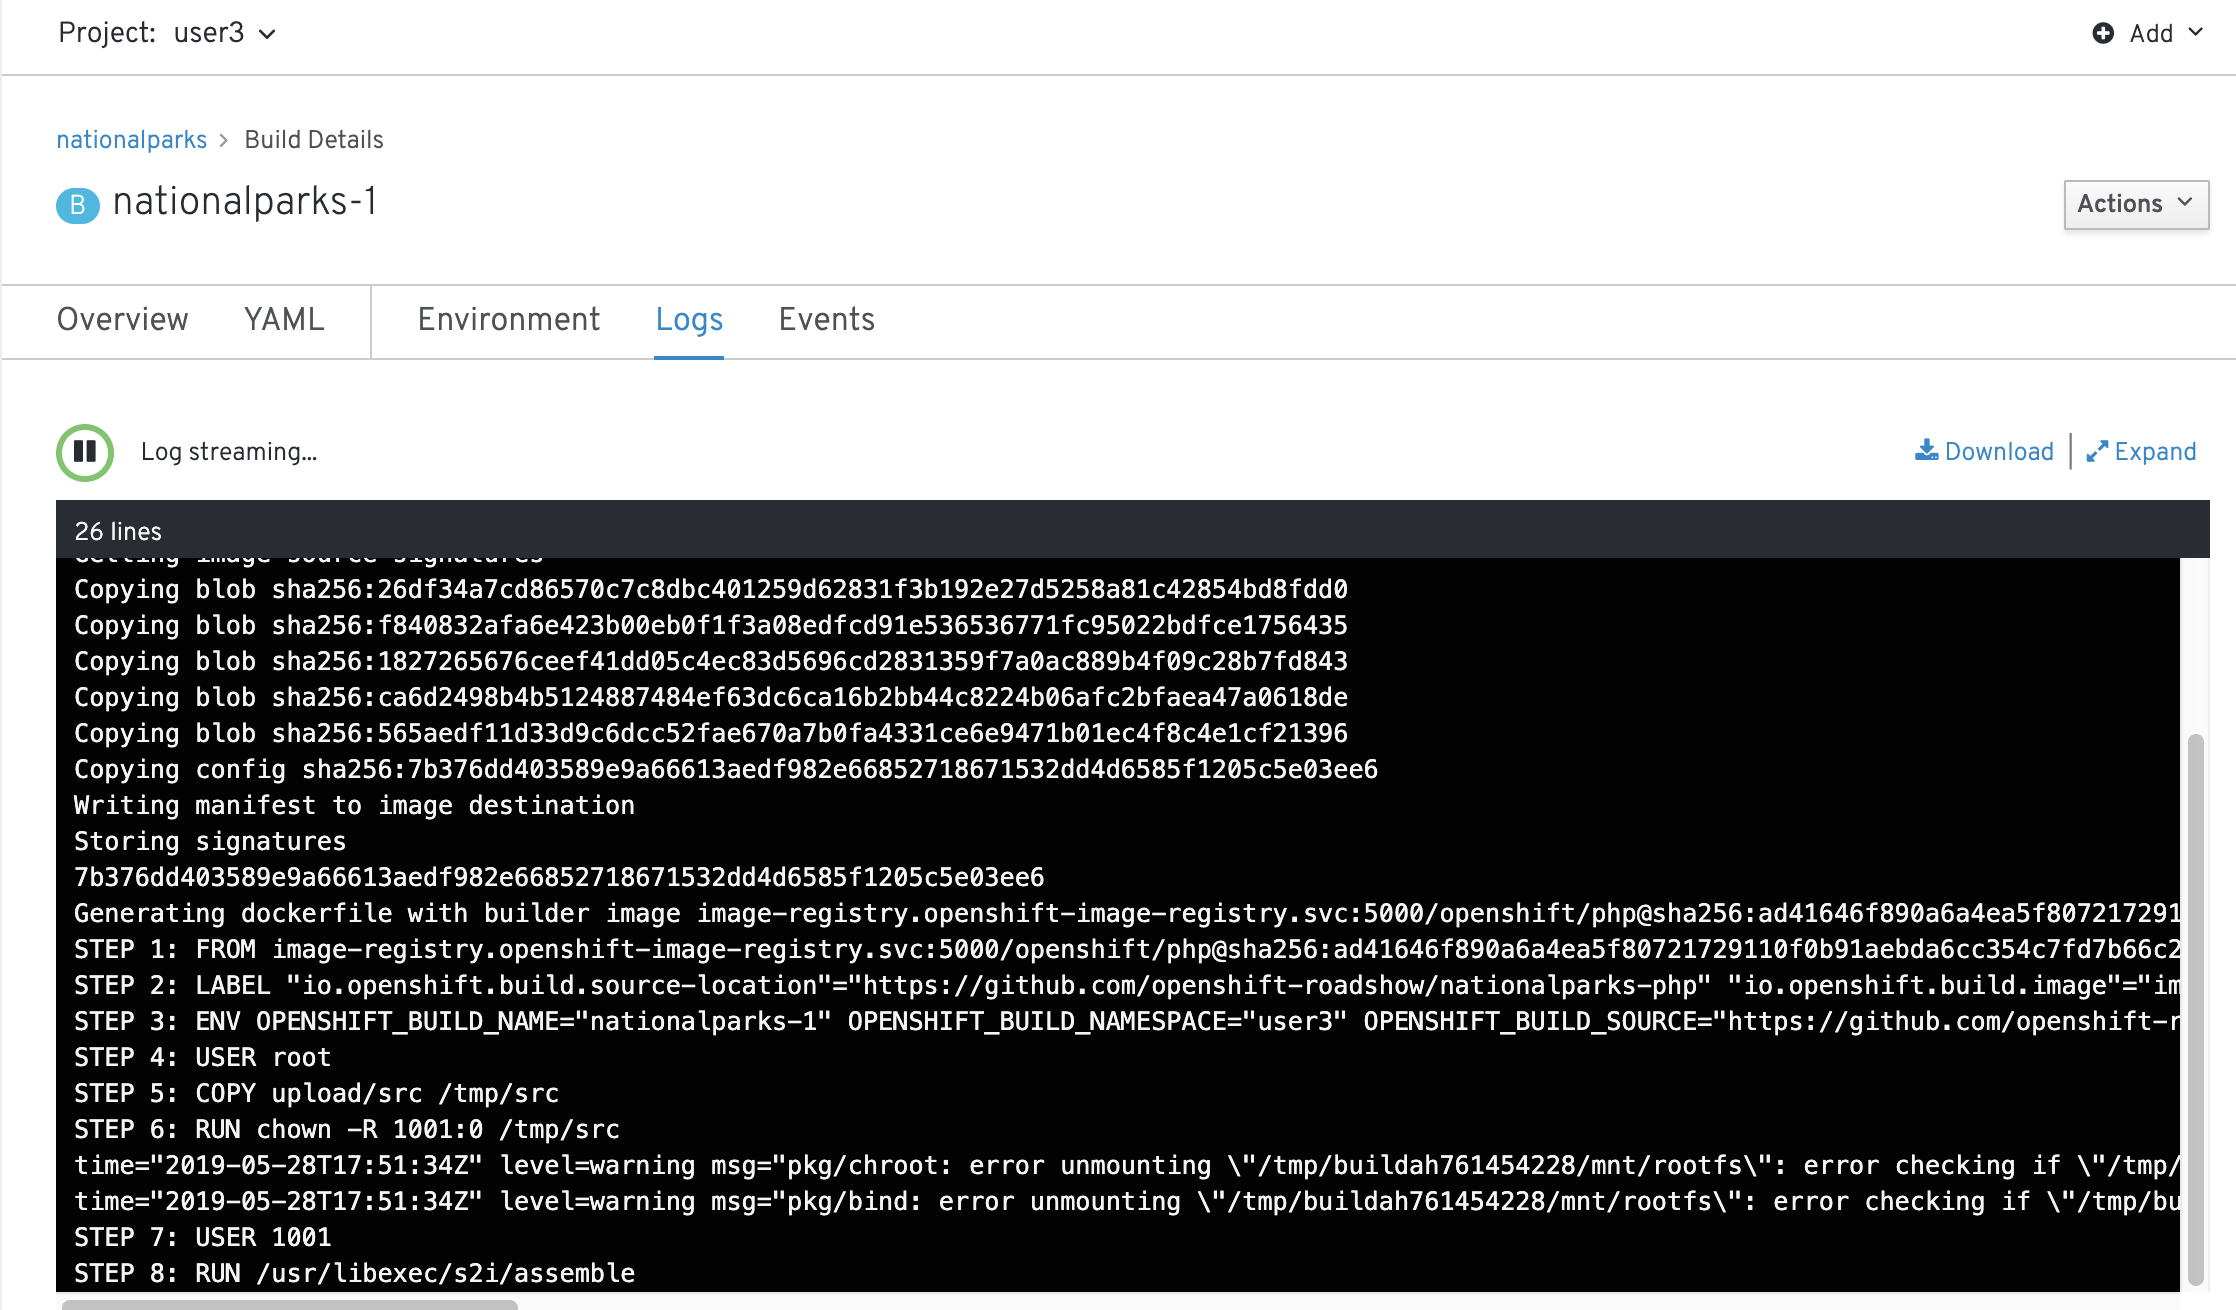 Project: user3
Add
nationalparks > Build Details
B nationalparks-1
Actions
Overview YAML Environment Logs Events
Log streaming...
Download Expand
26 lines
Getting image source signatures
Copying blob sha256:26df34a7cd86570c7c8dbc401259d62831f3b192e27d5258a81c42854bd8fdd0
Copying blob sha256:f840832afa6e423b00eb0f1f3a08edfcd91e536536771fc95022bdfce1756435
Copying blob sha256:1827265676ceef41dd05c4ec83d5696cd2831359f7a0ac889b4f09c28b7fd843
Copying blob sha256:ca6d2498b4b5124887484ef63dc6ca16b2bb44c8224b06afc2bfaea47a0618de
Copying blob sha256:565aedf11d33d9c6dcc52fae670a7b0fa4331ce6e9471b01ec4f8c4e1cf21396
Copying config sha256:7b376dd403589e9a66613aedf982e66852718671532dd4d6585f1205c5e03ee6
Writing manifest to image destination
Storing signatures
7b376dd403589e9a66613aedf982e66852718671532dd4d6585f1205c5e03ee6
Generating dockerfile with builder image image-registry.openshift-image-registry.svc:5000/openshift/php@sha256:ad41646f890a6a4ea5f807217291
STEP 1: FROM image-registry.openshift-image-registry.svc:5000/openshift/php@sha256:ad41646f890a6a4ea5f80721729110f0b91aebda6cc354c7fd7b66c2
STEP 2: LABEL "io.openshift.build.source-location"="https://github.com/openshift-roadshow/nationalparks-php" "io.openshift.build.image"="im
STEP 3: ENV OPENSHIFT_BUILD_NAME="nationalparks-1" OPENSHIFT_BUILD_NAMESPACE="user3" OPENSHIFT_BUILD_SOURCE="https://github.com/openshift-r
STEP 4: USER root
STEP 5: COPY upload/src /tmp/src
STEP 6: RUN chown -R 1001:0 /tmp/src
time="2019-05-28T17:51:34Z" level=warning msg="pkg/chroot: error unmounting \"/tmp/buildah761454228/mnt/rootfs\": error checking if \"/tmp/
time="2019-05-28T17:51:34Z" level=warning msg="pkg/bind: error unmounting \"/tmp/buildah761454228/mnt/rootfs\": error checking if \"/tmp/bu
STEP 7: USER 1001
STEP 8: RUN /usr/libexec/s2i/assemble